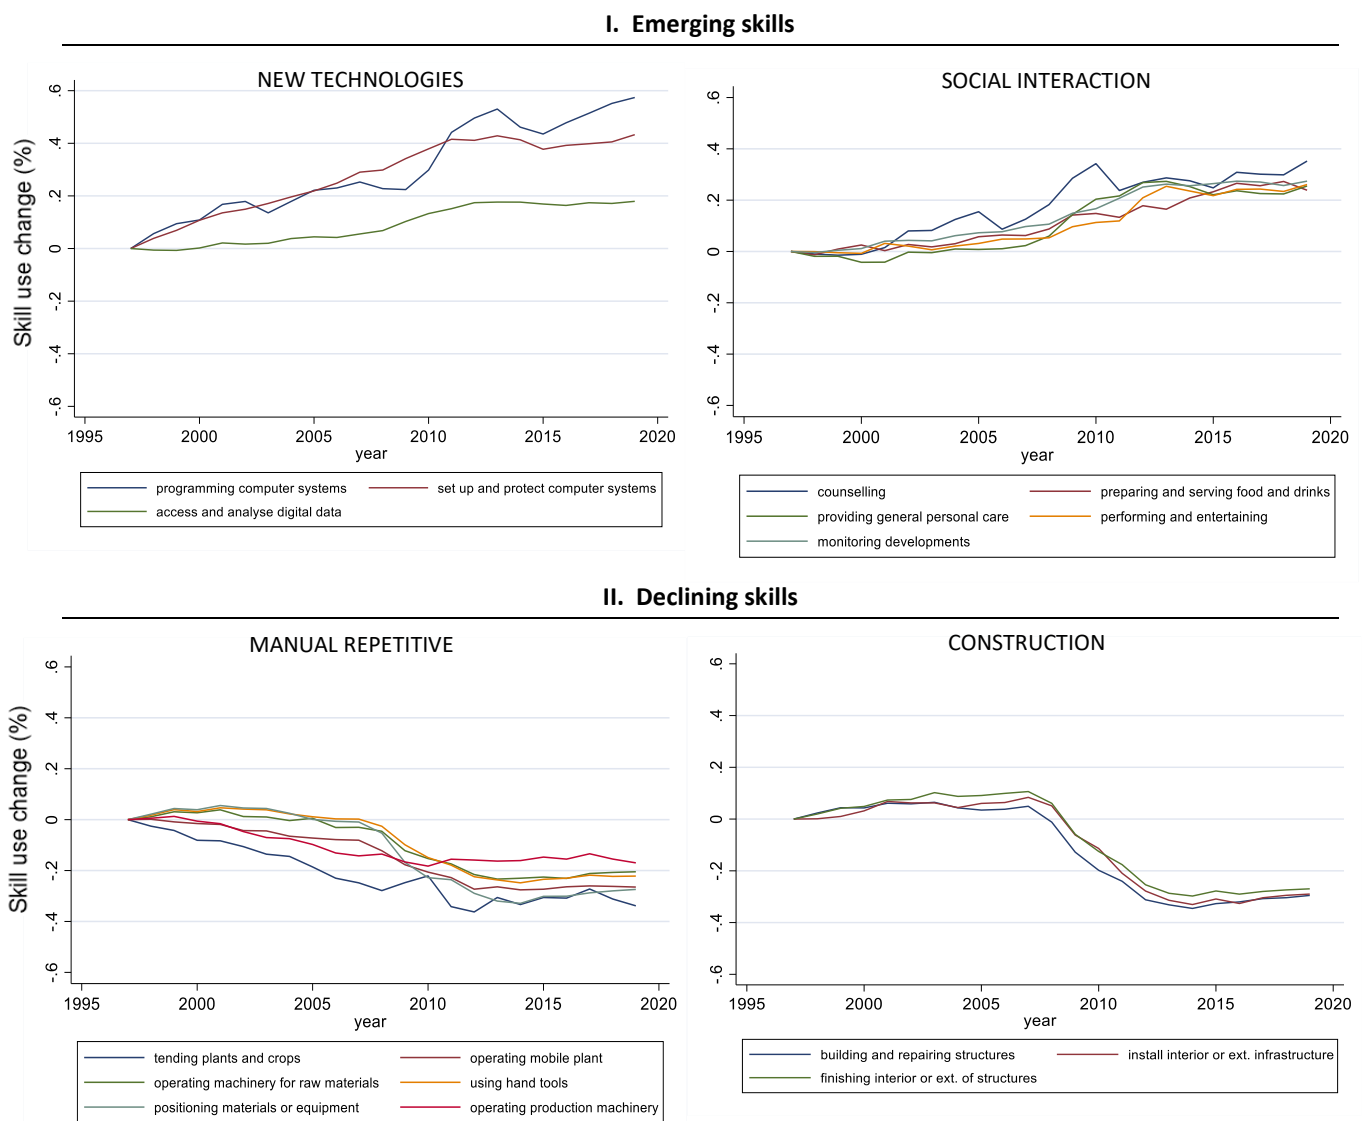 I. Emerging skills
NEW TECHNOLOGIES
Skill use change (%)
.6
.4
.2
0
-.2
-.4
-.6
1995 2000 2005 2010 2015 2020
year
programming computer systems set up and protect computer systems
access and analyse digital data
SOCIAL INTERACTION
.6
.4
.2
0
-.2
-.4
-.6
1995 2000 2005 2010 2015 2020
year
counselling preparing and serving food and drinks
providing general personal care performing and entertaining
monitoring developments
II. Declining skills
MANUAL REPETITIVE
Skill use change (%)
.6
.4
.2
0
-.2
-.4
-.6
1995 2000 2005 2010 2015 2020
year
tending plants and crops operating mobile plant
operating machinery for raw materials using hand tools
positioning materials or equipment operating production machinery
CONSTRUCTION
.6
.4
.2
0
-.2
-.4
-.6
1995 2000 2005 2010 2015 2020
year
building and repairing structures install interior or ext. infrastructure
finishing interior or ext. of structures